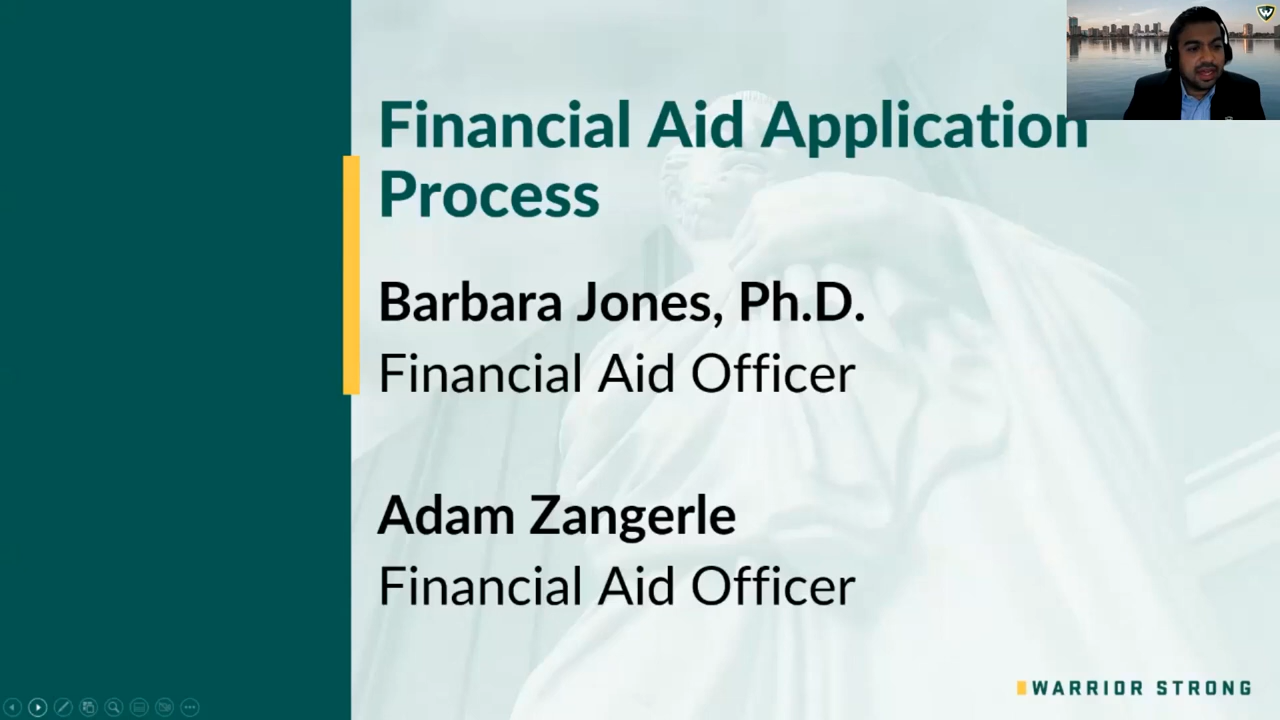 Financial Aid Application
Process
Barbara Jones, Ph.D.
Financial Aid Officer
Adam Zangerle
Financial Aid Officer
WARRIOR STRONG